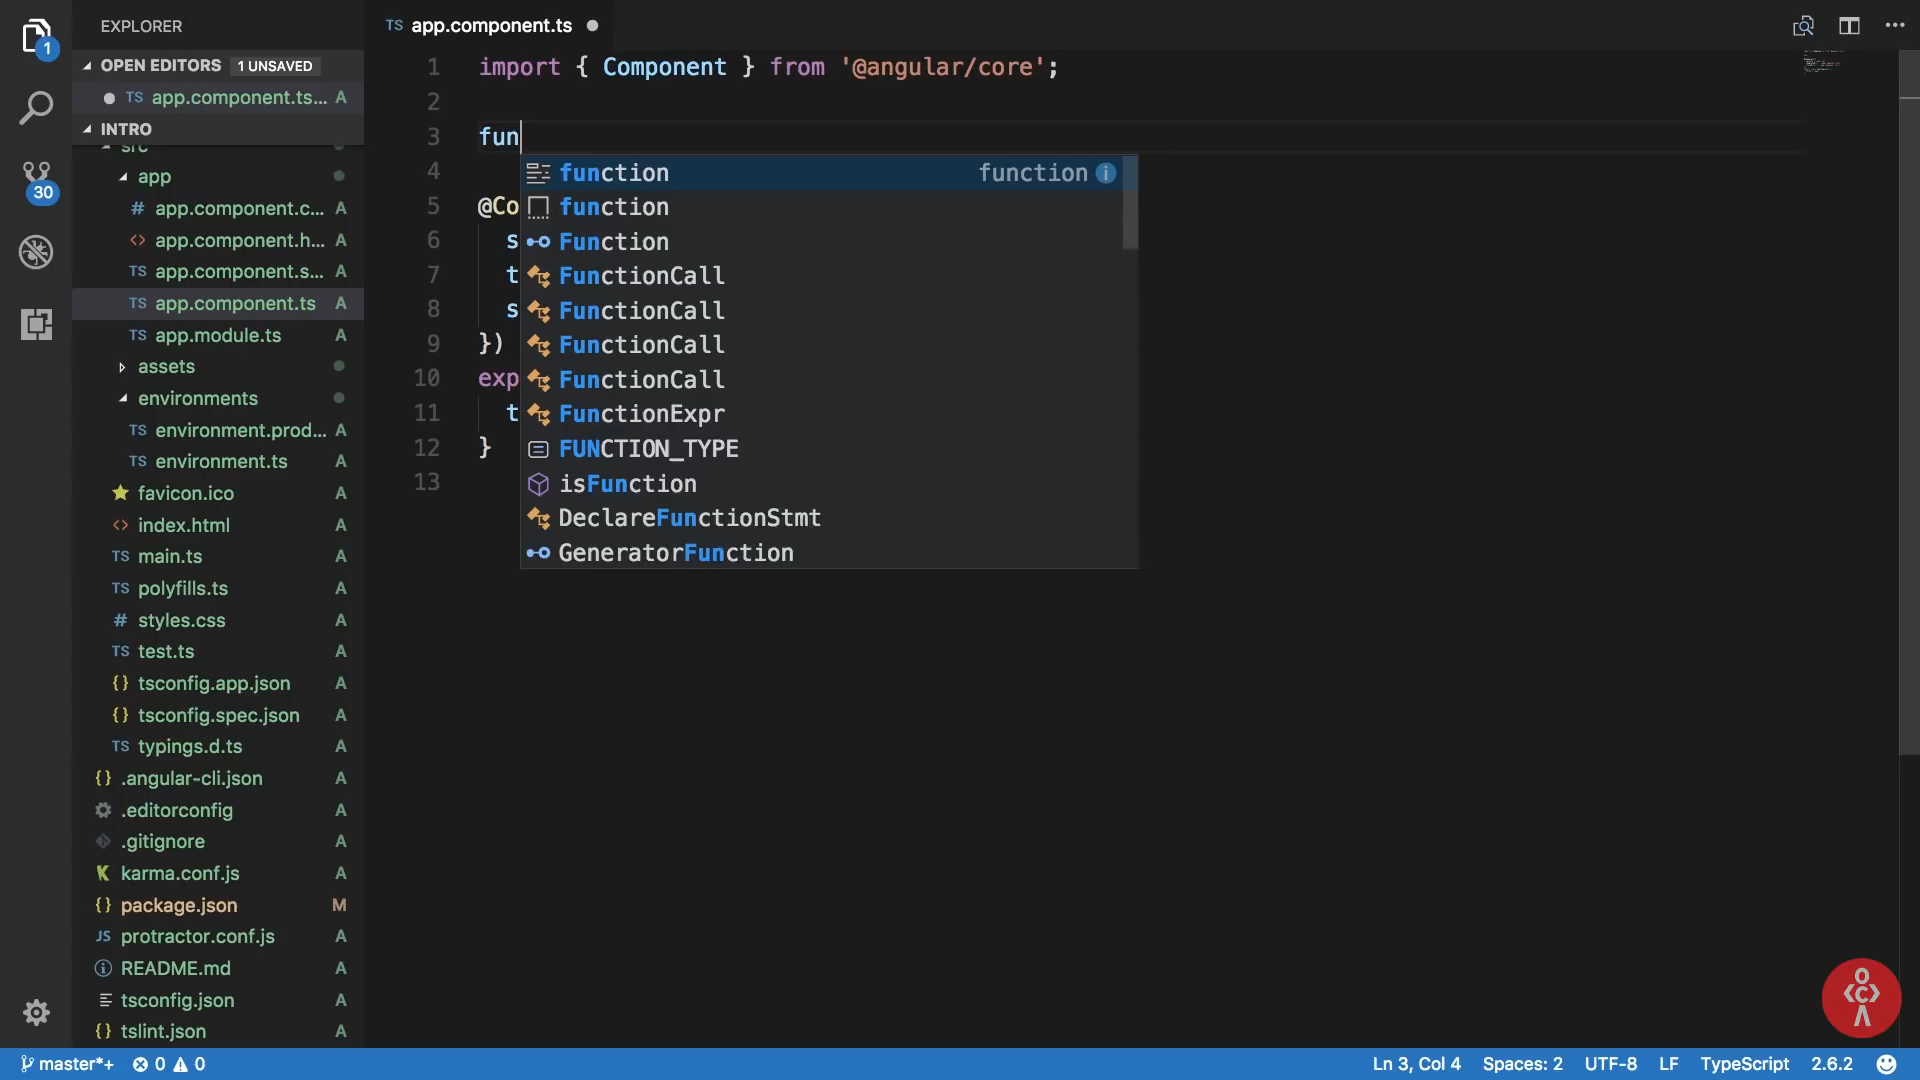 EXPLORER
OPEN EDITORS 1 UNSAVED
TS app.component.ts... A
INTRO
src
app
# app.component.c... A
<> app.component.h... A
TS app.component.s... A
TS app.component.ts A
TS app.module.ts A
assets
environments
TS environment.prod... A
TS environment.ts A
favicon.ico A
<> index.html A
TS main.ts A
TS polyfills.ts A
# styles.css A
TS test.ts A
{} tsconfig.app.json A
{} tsconfig.spec.json A
TS typings.d.ts A
{} .angular-cli.json A
.editorconfig A
.gitignore A
K karma.conf.js A
{} package.json M
JS protractor.conf.js A
README.md A
tsconfig.json A
{} tslint.json A
1
30
TS app.component.ts
1 import { Component } from '@angular/core';
2
3 fun
4
5 @Co
6 s
7 t
8 s
9 })
10 exp
11 t
12 }
13
function function
function
Function
FunctionCall
FunctionCall
FunctionCall
FunctionCall
FunctionExpr
FUNCTION_TYPE
isFunction
DeclareFunctionStmt
GeneratorFunction
master*+ 0 0
Ln 3, Col 4 Spaces: 2 UTF-8 LF TypeScript 2.6.2